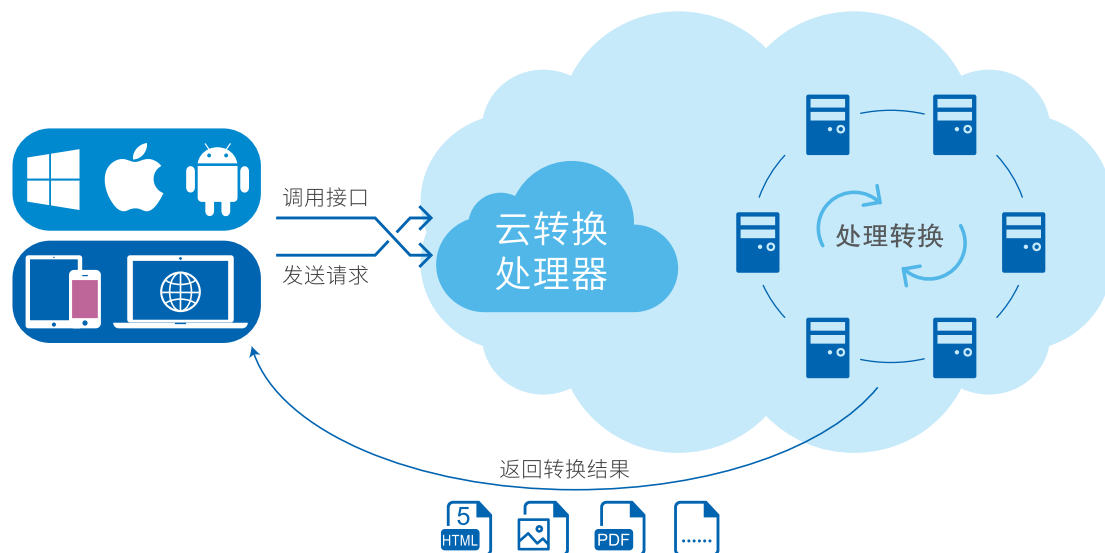 调用接口
发送请求
云转换
处理器
处理转换
返回转换结果
5
HTML
PDF
......